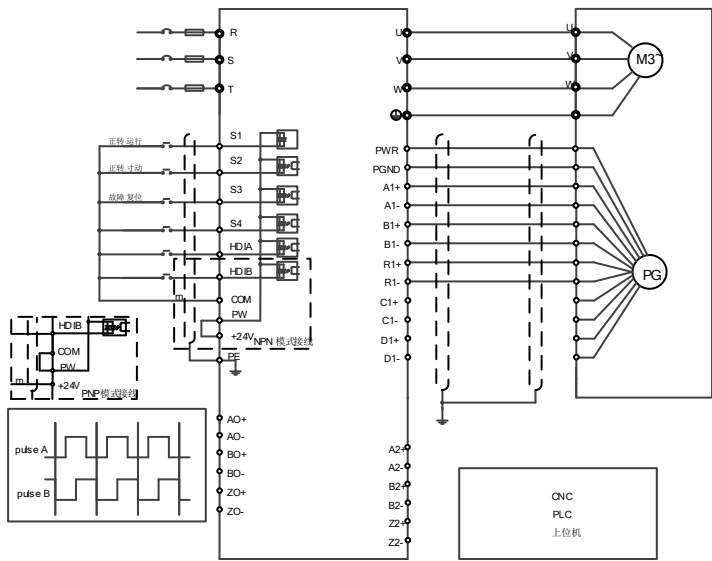 R
S
T
正转 运行
正转 寸动
故障 复位
S1
S2
S3
S4
HDIA
HDIB
m
COM
PW
+24V
NPN 模式接线
PE
HDIB
COM
PW
m
+24V
PNP模式接线
pulse A
pulse B
AO+
AO-
BO+
BO-
ZO+
ZO-
U
V
W
PWR
PGND
A1+
A1-
B1+
B1-
R1+
R1-
C1+
C1-
D1+
D1-
A2+
A2-
B2+
B2-
Z2+
Z2-
U
V
W
M3~
PG
CNC
PLC
上位机